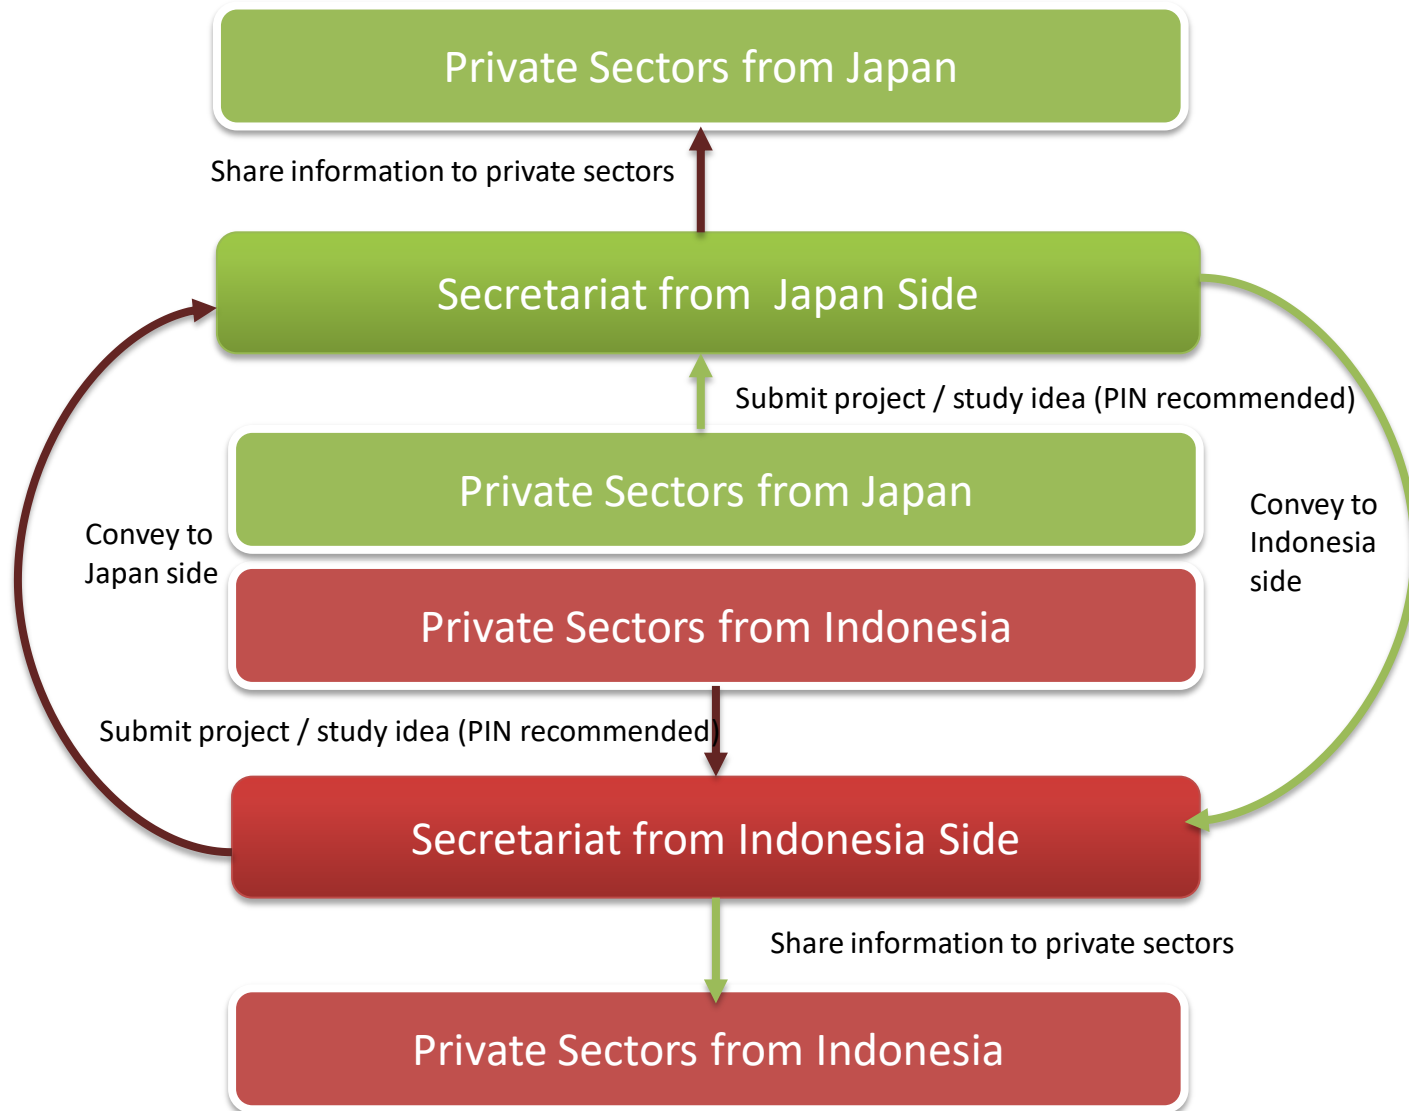 Private Sectors from Japan
Share information to private sectors
Secretariat from  Japan Side
Submit project / study idea (PIN recommended)
Private Sectors from Japan
Convey to
Japan side
Convey to
Indonesia
side
Private Sectors from Indonesia
Submit project / study idea (PIN recommended)
Secretariat from Indonesia Side
Share information to private sectors
Private Sectors from Indonesia